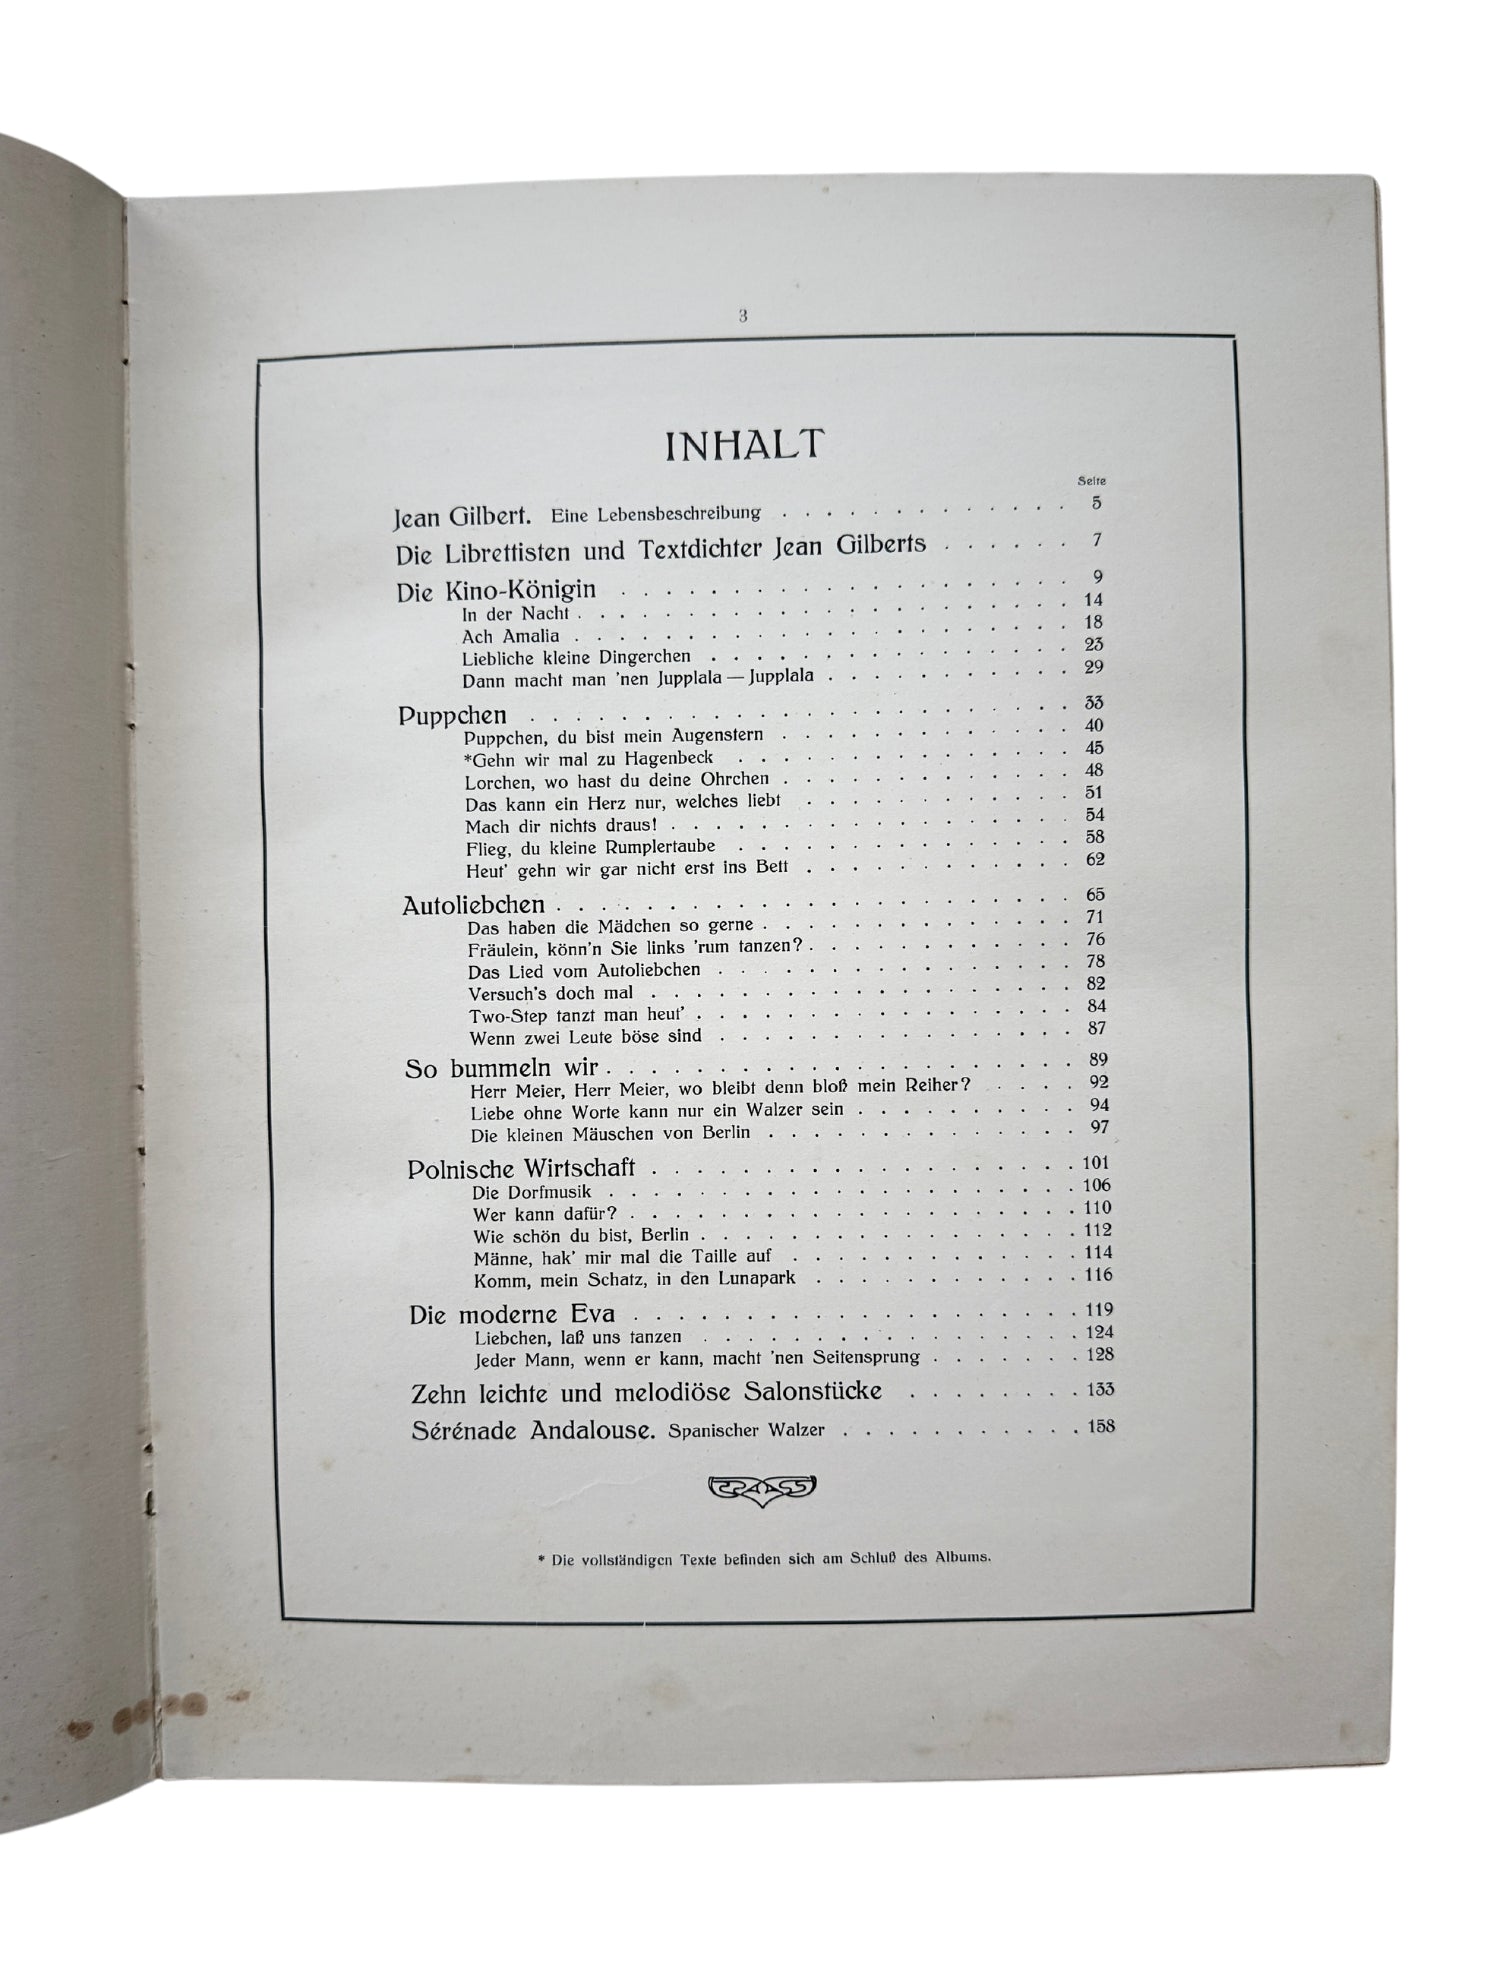 3
INHALT
Seite
Jean Gilbert. Eine Lebensbeschreibung . . . . . . . . . . . . . 5
Die Librettisten und Textdichter Jean Gilberts . . . . . . 7
Die Kino-Königin . . . . . . . . . . . . . . . . . . . . 9
In der Nacht . . . . . . . . . . . . . . . . . . . . 14
Ach Amalia . . . . . . . . . . . . . . . . . . . . 18
Liebliche kleine Dingerchen . . . . . . . . . . . . . . . 23
Dann macht man 'nen Jupplala — Jupplala . . . . . . . . . . . 29
Puppchen . . . . . . . . . . . . . . . . . . . . . . . . 33
Puppchen, du bist mein Augenstern . . . . . . . . . . . . . 40
*Gehn wir mal zu Hagenbeck . . . . . . . . . . . . . . . 45
Lorchen, wo hast du deine Ohrchen . . . . . . . . . . . . . 48
Das kann ein Herz nur, welches liebt . . . . . . . . . . . . 51
Mach dir nichts draus! . . . . . . . . . . . . . . . . . . 54
Flieg, du kleine Rumplertaube . . . . . . . . . . . . . . . 58
Heut' gehn wir gar nicht erst ins Bett . . . . . . . . . . . . 62
Autoliebchen . . . . . . . . . . . . . . . . . . . . . . . 65
Das haben die Mädchen so gerne . . . . . . . . . . . . . . 71
Fräulein, könn'n Sie links 'rum tanzen? . . . . . . . . . . . . 76
Das Lied vom Autoliebchen . . . . . . . . . . . . . . . . 78
Versuch's doch mal . . . . . . . . . . . . . . . . . . . 82
Two-Step tanzt man heut' . . . . . . . . . . . . . . . . . 84
Wenn zwei Leute böse sind . . . . . . . . . . . . . . . . 87
So bummeln wir . . . . . . . . . . . . . . . . . . . . . 89
Herr Meier, Herr Meier, wo bleibt denn bloß mein Reiher? . . . . 92
Liebe ohne Worte kann nur ein Walzer sein . . . . . . . . . . 94
Die kleinen Mäuschen von Berlin . . . . . . . . . . . . . . 97
Polnische Wirtschaft . . . . . . . . . . . . . . . . . . . 101
Die Dorfmusik . . . . . . . . . . . . . . . . . . . . . 106
Wer kann dafür? . . . . . . . . . . . . . . . . . . . . 110
Wie schön du bist, Berlin . . . . . . . . . . . . . . . . . 112
Männe, hak' mir mal die Taille auf . . . . . . . . . . . . . 114
Komm, mein Schatz, in den Lunapark . . . . . . . . . . . . 116
Die moderne Eva . . . . . . . . . . . . . . . . . . . . 119
Liebchen, laß uns tanzen . . . . . . . . . . . . . . . . . 124
Jeder Mann, wenn er kann, macht 'nen Seitensprung . . . . . . . 128
Zehn leichte und melodiöse Salonstücke . . . . . . . . 133
Sérénade Andalouse. Spanischer Walzer . . . . . . . . . . . 158
* Die vollständigen Texte befinden sich am Schluß des Albums.